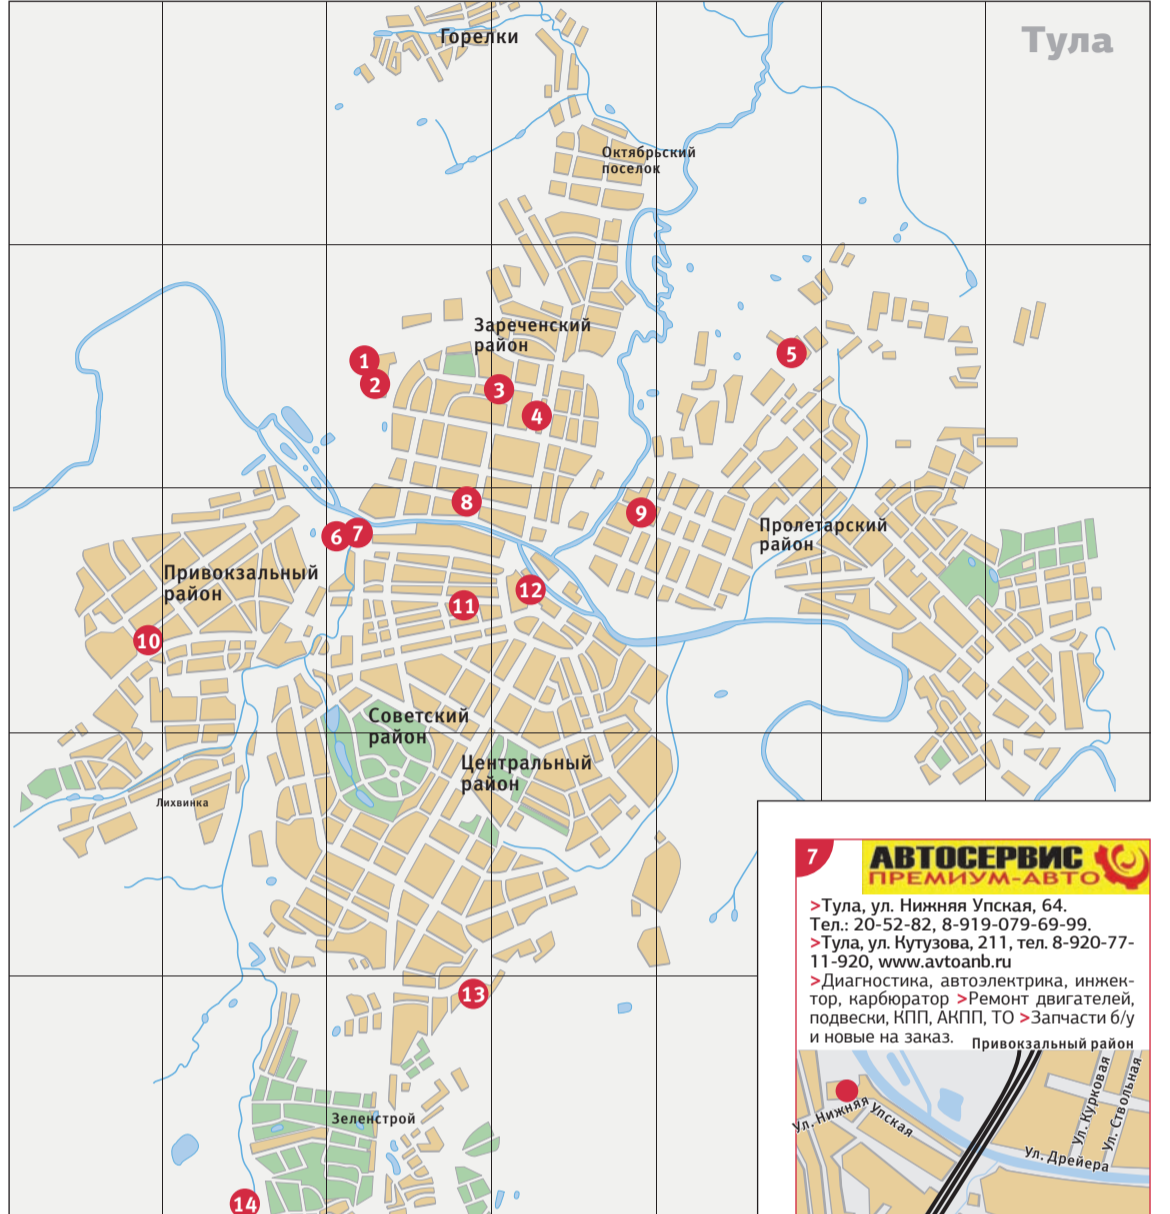 Тула
Горелки
Октябрьский
поселок
Зареченский
район
1
2
3
4
5
8
9
6
7
Пролетарский
район
Привокзальный
район
12
11
10
Советский
район
Центральный
район
Лихвинка
13
Зеленстрой
14
7
АВТОСЕРВИС
ПРЕМИУМ-АВТО
>Тула, ул. Нижняя Упская, 64.
Тел.: 20-52-82, 8-919-079-69-99.
>Тула, ул. Кутузова, 211, тел. 8-920-77-
11-920, www.avtoanb.ru
>Диагностика, автоэлектрика, инжек-
тор, карбюратор >Ремонт двигателей,
подвески, КПП, АКПП, ТО >Запчасти б/у
и новые на заказ.
Привокзальный район
Ул. Нижняя Упская
Ул. Курковая
Ул. Ствольная
Ул. Дрейера